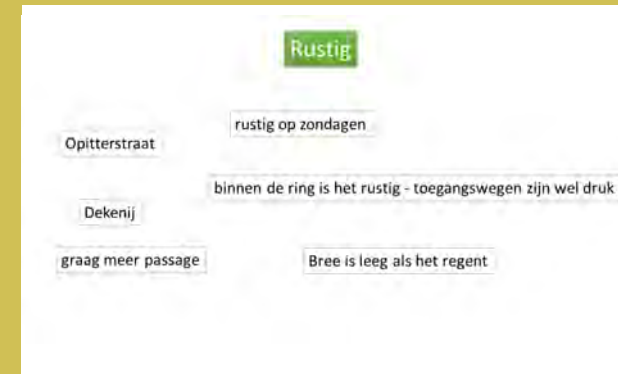 Rustig
rustig op zondagen
Opitterstraat
binnen de ring is het rustig - toegangswegen zijn wel druk
Dekenij
graag meer passage
Bree is leeg als het regent